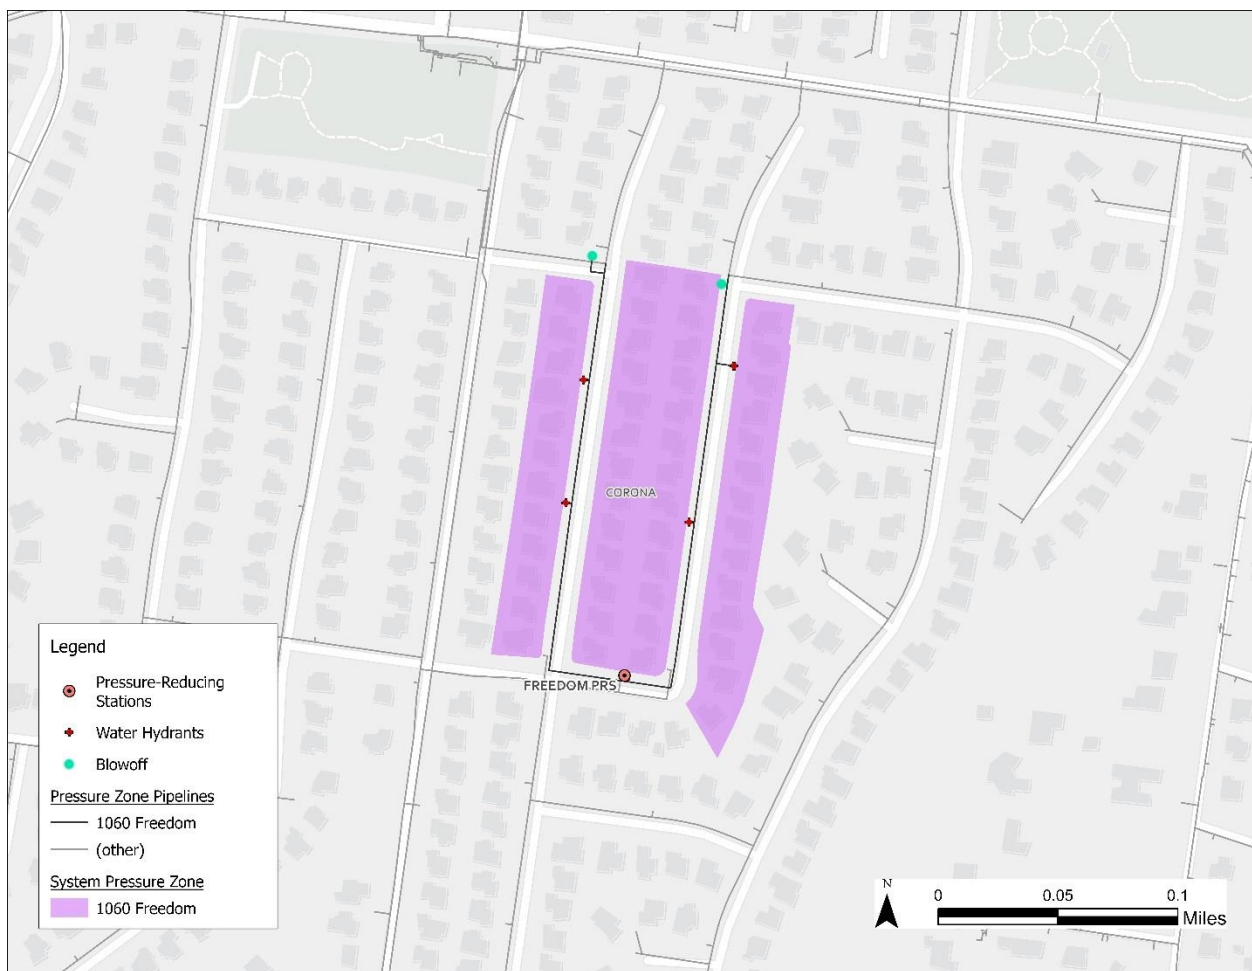 CORONA
FREEDOM PRS
Legend
Pressure-Reducing
Stations
Water Hydrants
Blowoff
Pressure Zone Pipelines
1060 Freedom
(other)
System Pressure Zone
1060 Freedom
N
0 0.05 0.1
Miles